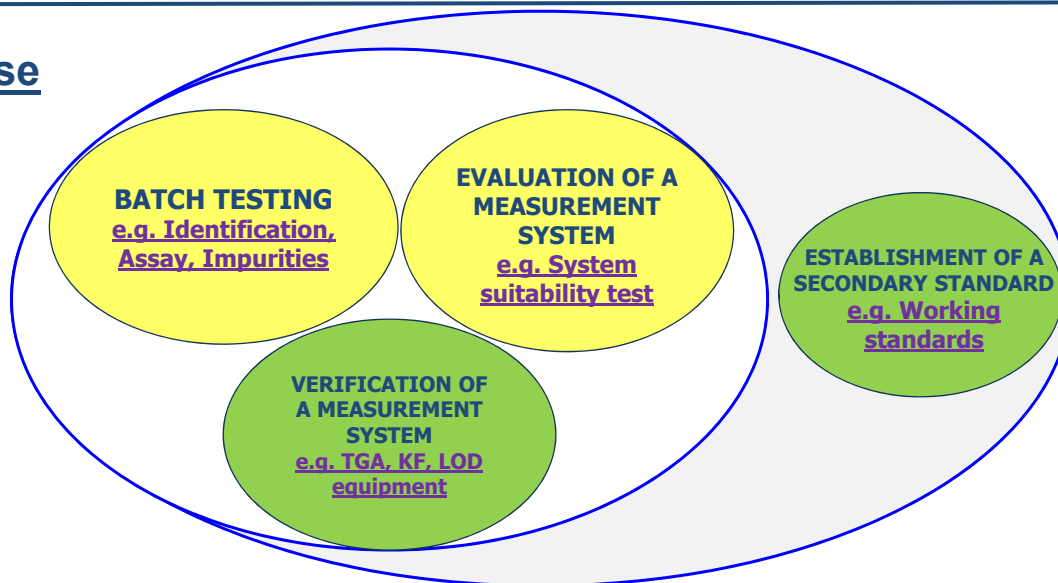 se
BATCH TESTING
e.g. Identification,
Assay, Impurities
EVALUATION OF A
MEASUREMENT
SYSTEM
e.g. System
suitability test
ESTABLISHMENT OF A
SECONDARY STANDARD
e.g. Working
standards
VERIFICATION OF
A MEASUREMENT
SYSTEM
e.g. TGA, KF, LOD
equipment